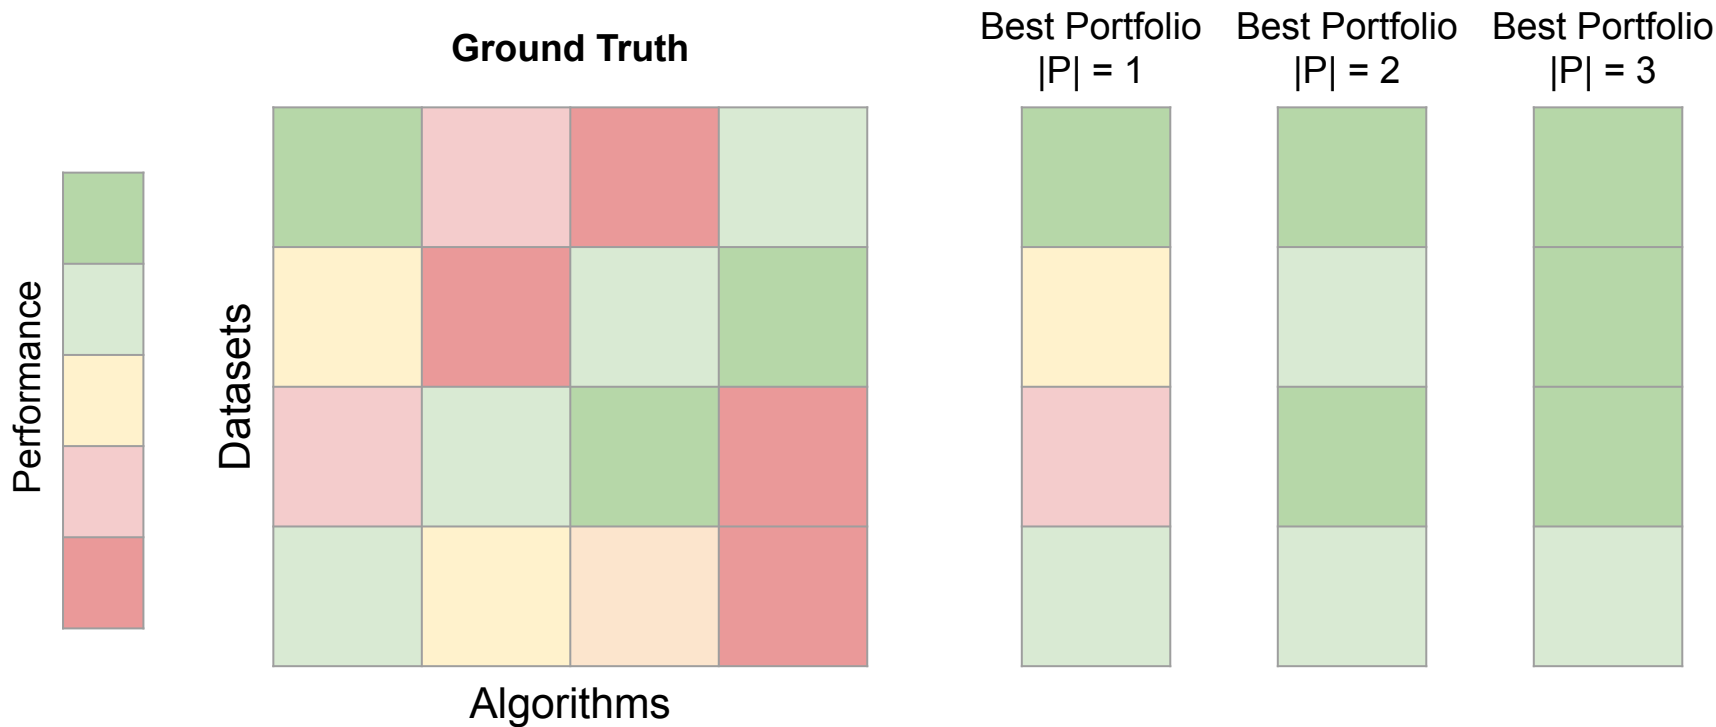 Ground Truth
Best Portfolio
|P| = 1
Best Portfolio
|P| = 2
Best Portfolio
|P| = 3
Performance
Datasets
Algorithms